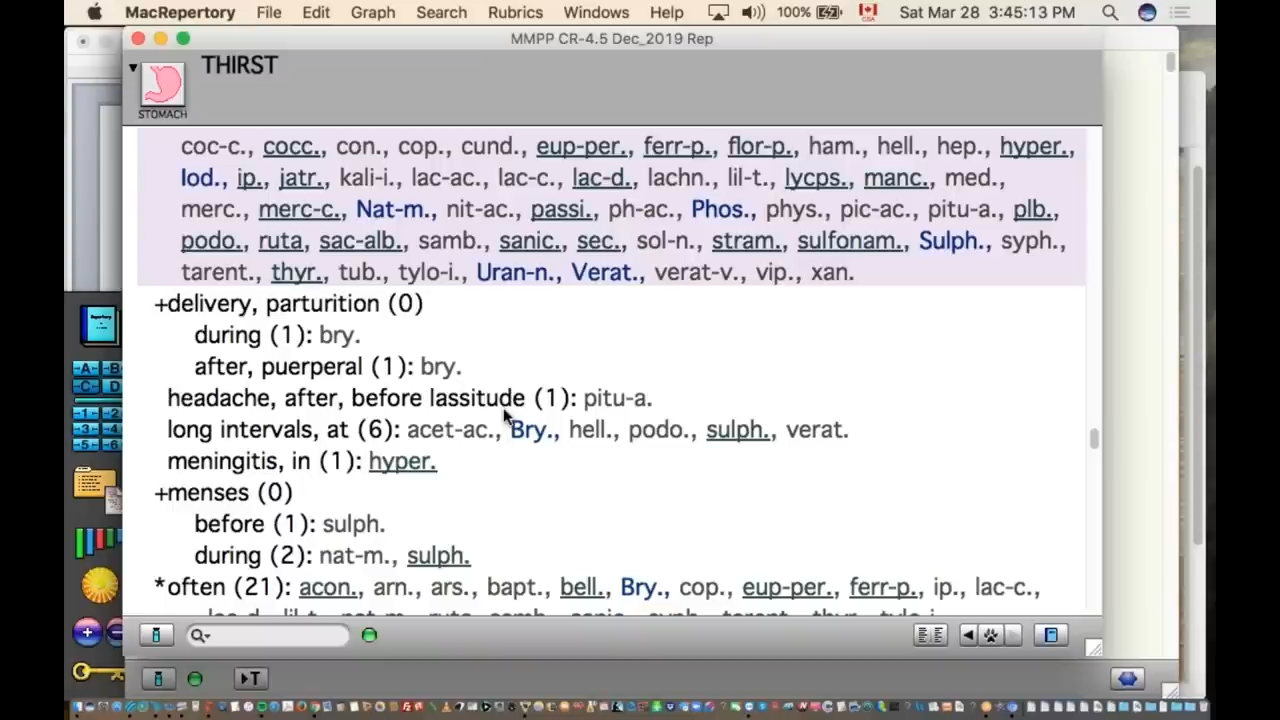 MacRepertory File Edit Graph Search Rubrics Windows Help 100% CSA Sat Mar 28 3:45:13 PM
MMPP CR-4.5 Dec_2019 Rep
THIRST
STOMACH
coc-c., cocc., con., cop., cund., eup-per., ferr-p., flor-p., ham., hell., hep., hyper.,
Iod., ip., jatr., kali-i., lac-ac., lac-c., lac-d., lachn., lil-t., lycps., manc., med.,
merc., merc-c., Nat-m., nit-ac., passi., ph-ac., Phos., phys., pic-ac., pitu-a., plb.,
podo., ruta, sac-alb., samb., sanic., sec., sol-n., stram., sulfonam., Sulph., syph.,
tarent., thyr., tub., tylo-i., Uran-n., Verat., verat-v., vip., xan.
+delivery, parturition (0)
during (1): bry.
after, puerperal (1): bry.
headache, after, before lassitude (1): pitu-a.
long intervals, at (6): acet-ac., Bry., hell., podo., sulph., verat.
meningitis, in (1): hyper.
+menses (0)
before (1): sulph.
during (2): nat-m., sulph.
*often (21): acon., arn., ars., bapt., bell., Bry., cop., eup-per., ferr-p., ip., lac-c.,
T